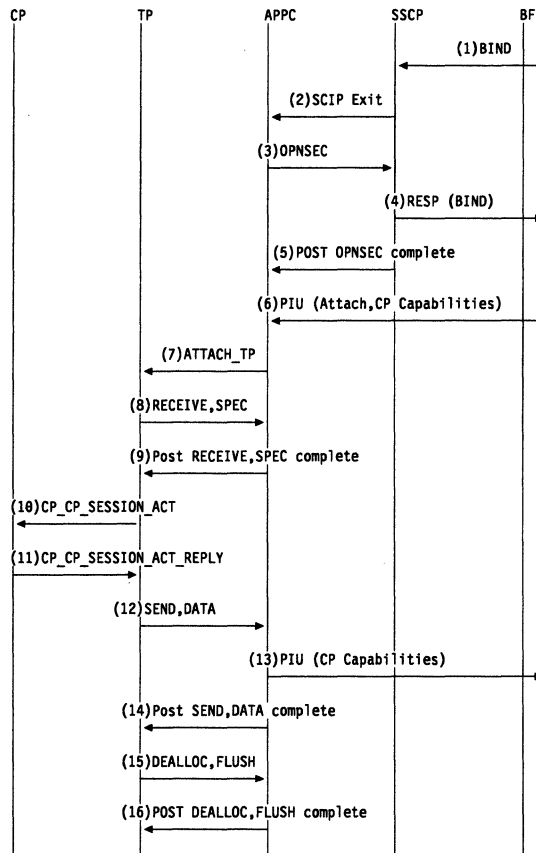 CP TP APPC SSCP BF
(1)BIND
(2)SCIP Exit
(3)OPNSEC
(4)RESP (BIND)
(5)POST OPNSEC complete
(6)PIU (Attach,CP Capabilities)
(7)ATTACH_TP
(8)RECEIVE,SPEC
(9)Post RECEIVE,SPEC complete
(10)CP_CP_SESSION_ACT
(11)CP_CP_SESSION_ACT_REPLY
(12)SEND,DATA
(13)PIU (CP Capabilities)
(14)Post SEND,DATA complete
(15)DEALLOC,FLUSH
(16)POST DEALLOC,FLUSH complete